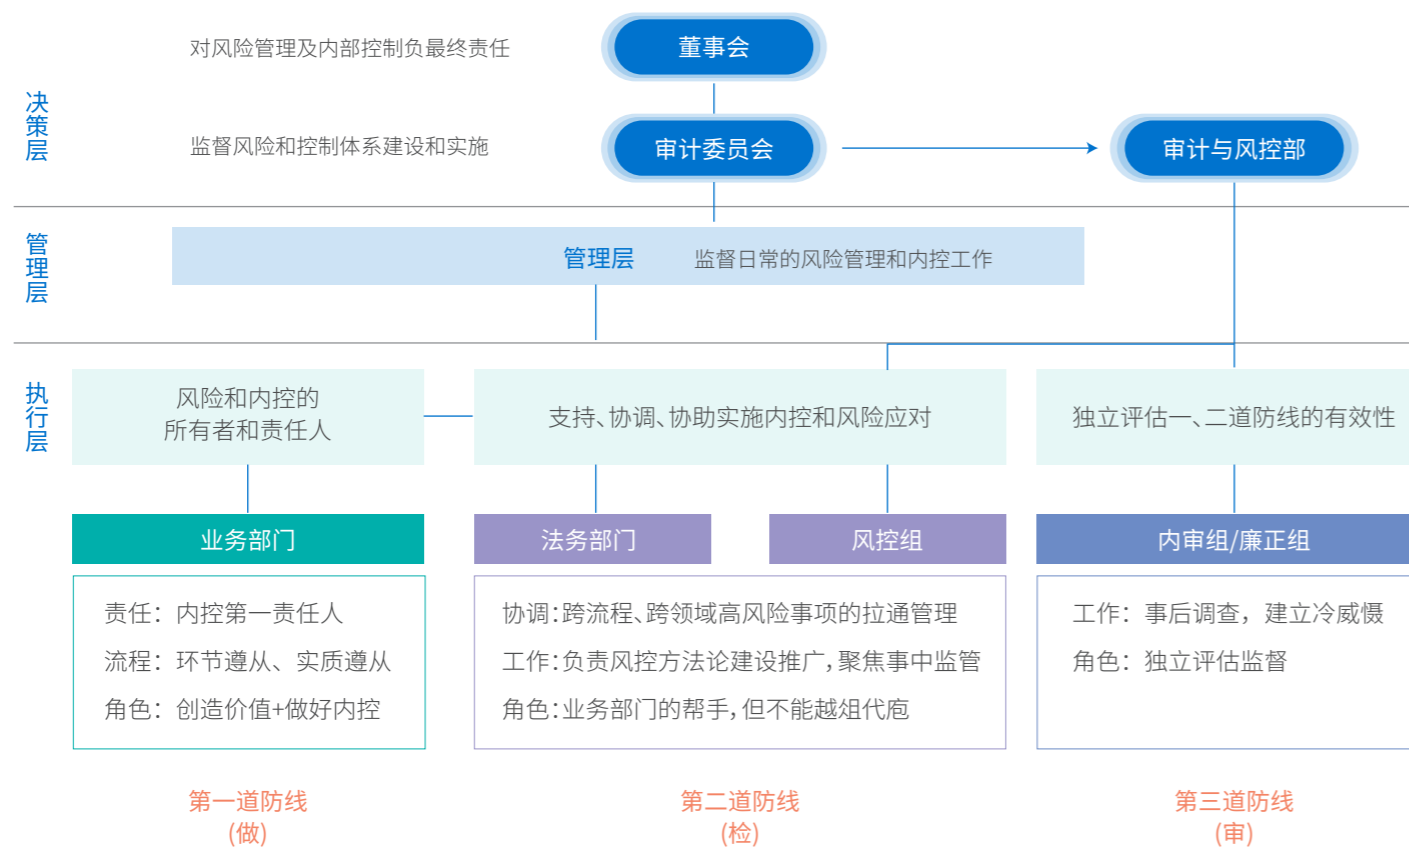 对风险管理及内部控制负最终责任
董事会
决策层
监督风险和控制体系建设和实施
审计委员会
审计与风控部
管理层
管理层
监督日常的风险管理和内控工作
执行层
风险和内控的
所有者和责任人
支持、协调、协助实施内控和风险应对
独立评估一、二道防线的有效性
业务部门
法务部门
风控组
内审组/廉正组
责任：内控第一责任人
流程：环节遵从、实质遵从
角色：创造价值+做好内控
协调：跨流程、跨领域高风险事项的拉通管理
工作：负责风控方法论建设推广，聚焦事中监管
角色：业务部门的帮手，但不能越俎代庖
工作：事后调查，建立冷威慑
角色：独立评估监督
第一道防线
(做)
第二道防线
(检)
第三道防线
(审)